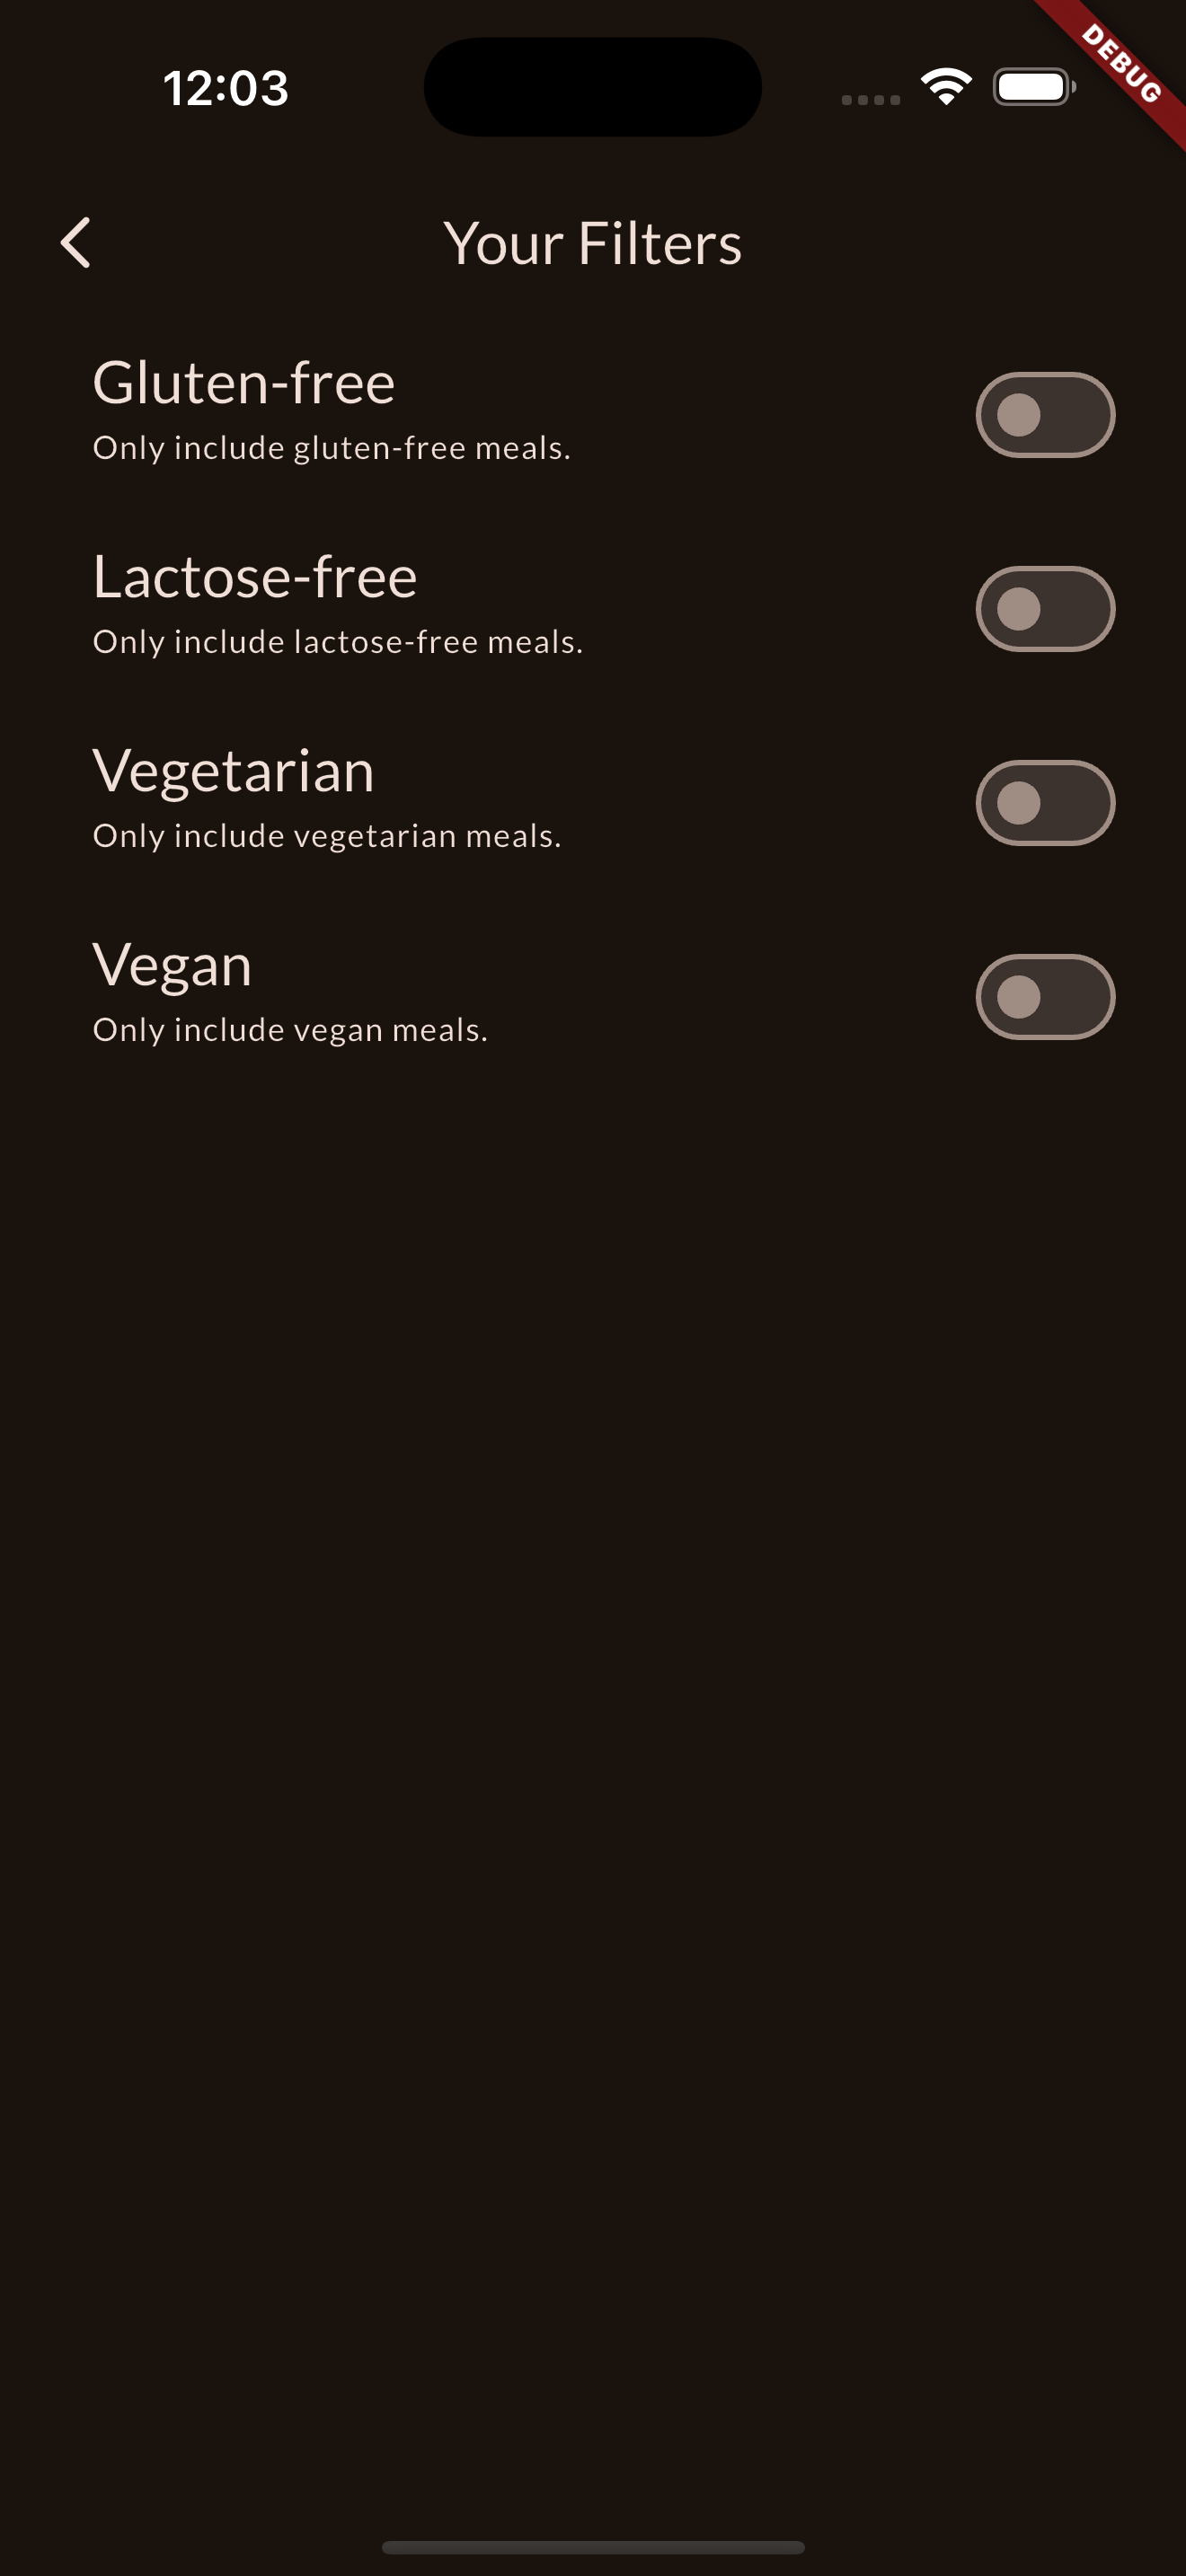 12:03
DEBUG
Your Filters
Gluten-free
Only include gluten-free meals.
Lactose-free
Only include lactose-free meals.
Vegetarian
Only include vegetarian meals.
Vegan
Only include vegan meals.